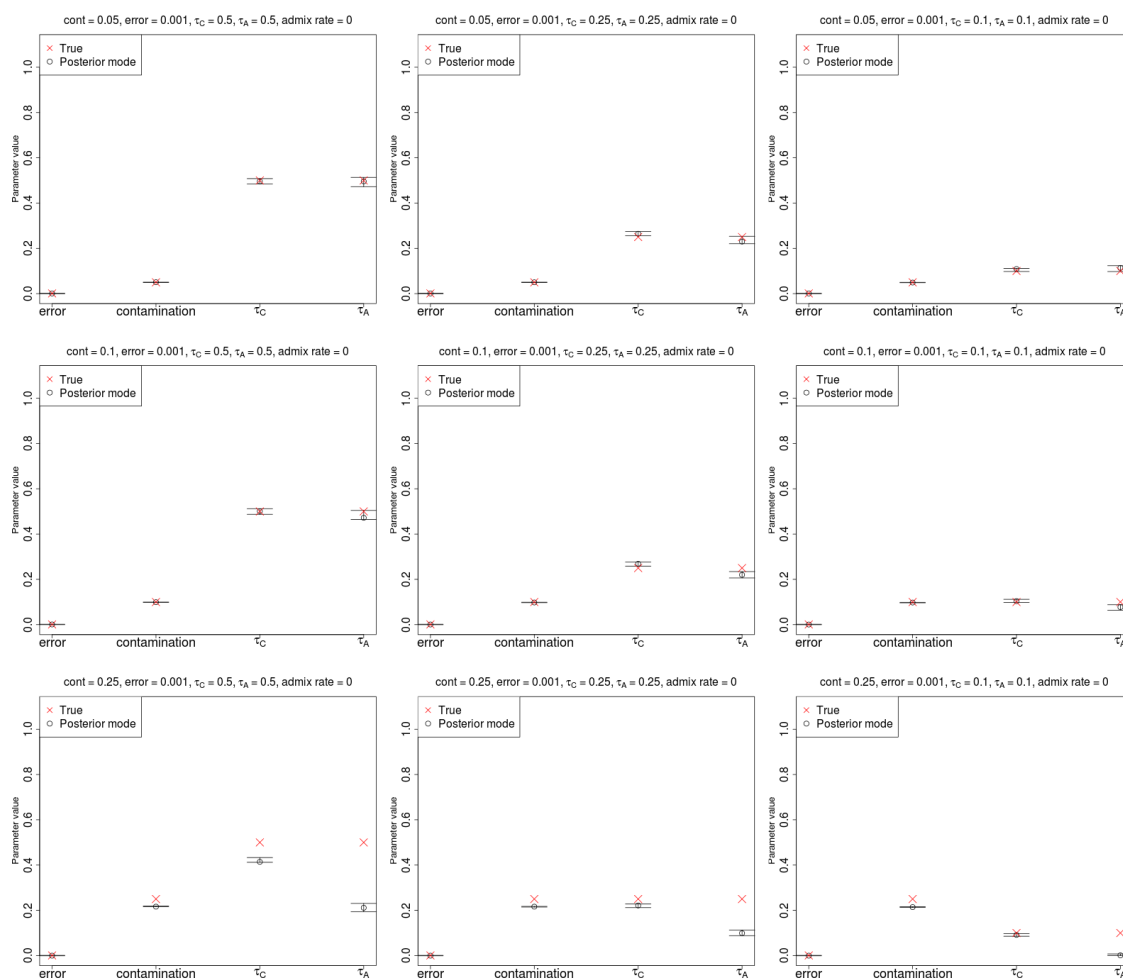 cont = 0.05, error = 0.001, τC = 0.5, τA = 0.5, admix rate = 0
True
Posterior mode
Parameter value
0.0 0.2 0.4 0.6 0.8 1.0
error contamination τC τA
cont = 0.05, error = 0.001, τC = 0.25, τA = 0.25, admix rate = 0
True
Posterior mode
Parameter value
0.0 0.2 0.4 0.6 0.8 1.0
error contamination τC τA
cont = 0.05, error = 0.001, τC = 0.1, τA = 0.1, admix rate = 0
True
Posterior mode
Parameter value
0.0 0.2 0.4 0.6 0.8 1.0
error contamination τC τA
cont = 0.1, error = 0.001, τC = 0.5, τA = 0.5, admix rate = 0
True
Posterior mode
Parameter value
0.0 0.2 0.4 0.6 0.8 1.0
error contamination τC τA
cont = 0.1, error = 0.001, τC = 0.25, τA = 0.25, admix rate = 0
True
Posterior mode
Parameter value
0.0 0.2 0.4 0.6 0.8 1.0
error contamination τC τA
cont = 0.1, error = 0.001, τC = 0.1, τA = 0.1, admix rate = 0
True
Posterior mode
Parameter value
0.0 0.2 0.4 0.6 0.8 1.0
error contamination τC τA
cont = 0.25, error = 0.001, τC = 0.5, τA = 0.5, admix rate = 0
True
Posterior mode
Parameter value
0.0 0.2 0.4 0.6 0.8 1.0
error contamination τC τA
cont = 0.25, error = 0.001, τC = 0.25, τA = 0.25, admix rate = 0
True
Posterior mode
Parameter value
0.0 0.2 0.4 0.6 0.8 1.0
error contamination τC τA
cont = 0.25, error = 0.001, τC = 0.1, τA = 0.1, admix rate = 0
True
Posterior mode
Parameter value
0.0 0.2 0.4 0.6 0.8 1.0
error contamination τC τA